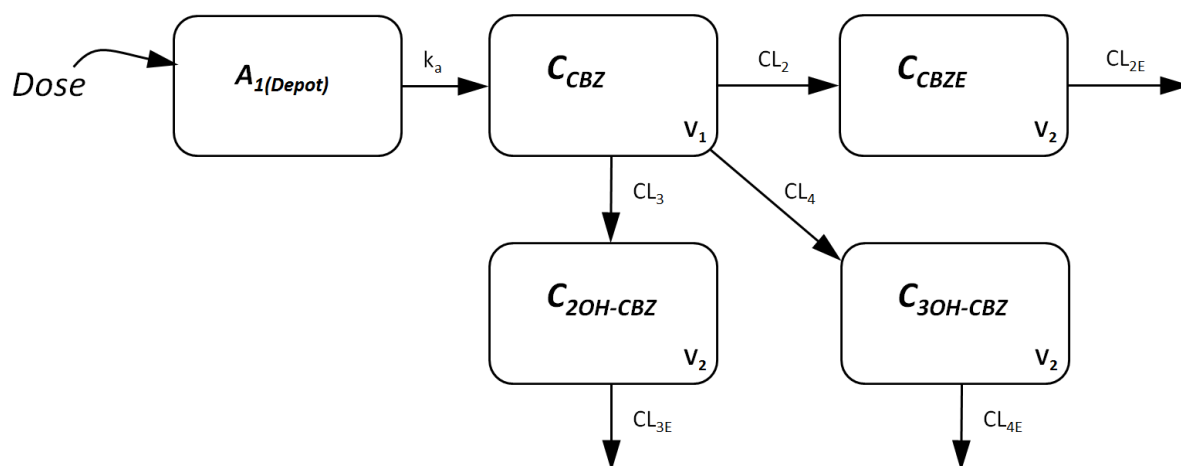 Dose
A1(Depot)
ka
CCBZ
V1
CL2
CCBZE
V2
CL2E
CL3
CL4
C2OH-CBZ
V2
C3OH-CBZ
V2
CL3E
CL4E